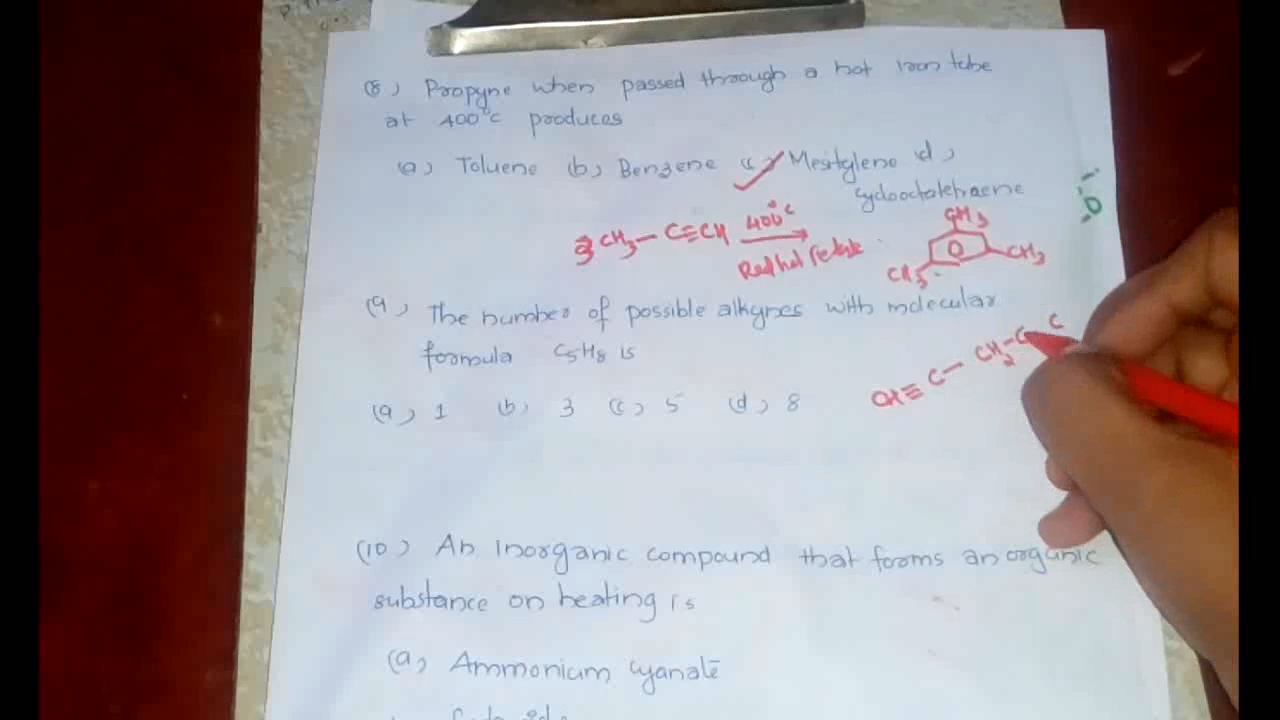 (8) Propyne when passed through a hot iron tube
at 400°C produces
(a) Toluene (b) Benzene (c) Mesitylene (d)
cyclooctatetraene
3CH3-C≡CH 400°C
Red hot Fe tube
CH3
CH3
CH3
(9) The number of possible alkynes with molecular
formula C5H8 is
(a) 1 (b) 3 (c) 5 (d) 8
CH≡C-CH2-C C
(10) An inorganic compound that forms an organic
substance on heating is
(a) Ammonium cyanate